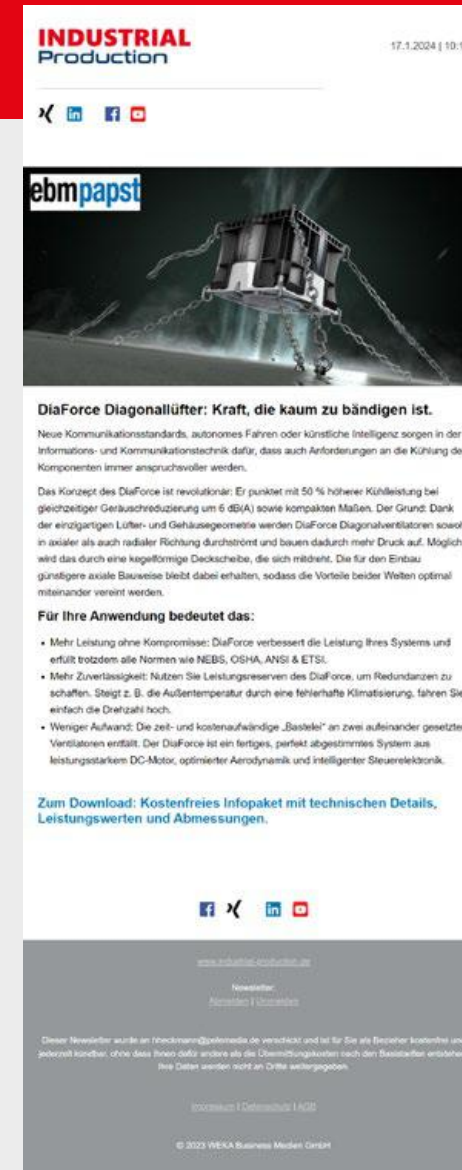 INDUSTRIAL
Production
17.1.2024 | 10:1
ebmpapst
DiaForce Diagonallüfter: Kraft, die kaum zu bändigen ist.
Neue Kommunikationsstandards, autonomes Fahren oder künstliche Intelligenz sorgen in der
Informations- und Kommunikationstechnik dafür, dass auch Anforderungen an die Kühlung de
Komponenten immer anspruchsvoller werden.
Das Konzept des DiaForce ist revolutionär: Er punktet mit 50 % höherer Kühlleistung bei
gleichzeitiger Geräuschreduzierung um 6 dB(A) sowie kompakten Maßen. Der Grund: Dank
der einzigartigen Lüfter- und Gehäusegeometrie werden DiaForce Diagonalventilatoren sowoh
in axialer als auch radialer Richtung durchströmt und bauen dadurch mehr Druck auf. Möglich
wird das durch eine kegelförmige Deckscheibe, die sich mitdreht. Die für den Einbau
günstigere axiale Bauweise bleibt dabei erhalten, sodass die Vorteile beider Welten optimal
miteinander vereint werden.
Für Ihre Anwendung bedeutet das:
• Mehr Leistung ohne Kompromisse: DiaForce verbessert die Leistung Ihres Systems und
erfüllt trotzdem alle Normen wie NEBS, OSHA, ANSI & ETSI.
• Mehr Zuverlässigkeit: Nutzen Sie Leistungsreserven des DiaForce, um Redundanzen zu
schaffen. Steigt z. B. die Außentemperatur durch eine fehlerhafte Klimatisierung, fahren Sie
einfach die Drehzahl hoch.
• Weniger Aufwand: Die zeit- und kostenaufwändige „Bastelei" an zwei aufeinander gesetzte
Ventilatoren entfällt. Der DiaForce ist ein fertiges, perfekt abgestimmtes System aus
leistungsstarkem DC-Motor, optimierter Aerodynamik und intelligenter Steuerelektronik.
Zum Download: Kostenfreies Infopaket mit technischen Details,
Leistungswerten und Abmessungen.
www.industrial-production.de
Newsletter:
Abmelden | Ummelden
Dieser Newsletter wurde an hbeckmann@pelemedia.de verschickt und ist für Sie als Bezieher kostenfrei und
jederzeit kündbar, ohne dass Ihnen dafür andere als die Übermittlungskosten nach den Basistarifen entstehen
Ihre Daten werden nicht an Dritte weitergegeben.
Impressum | Datenschutz | AGB
© 2023 WEKA Business Medien GmbH